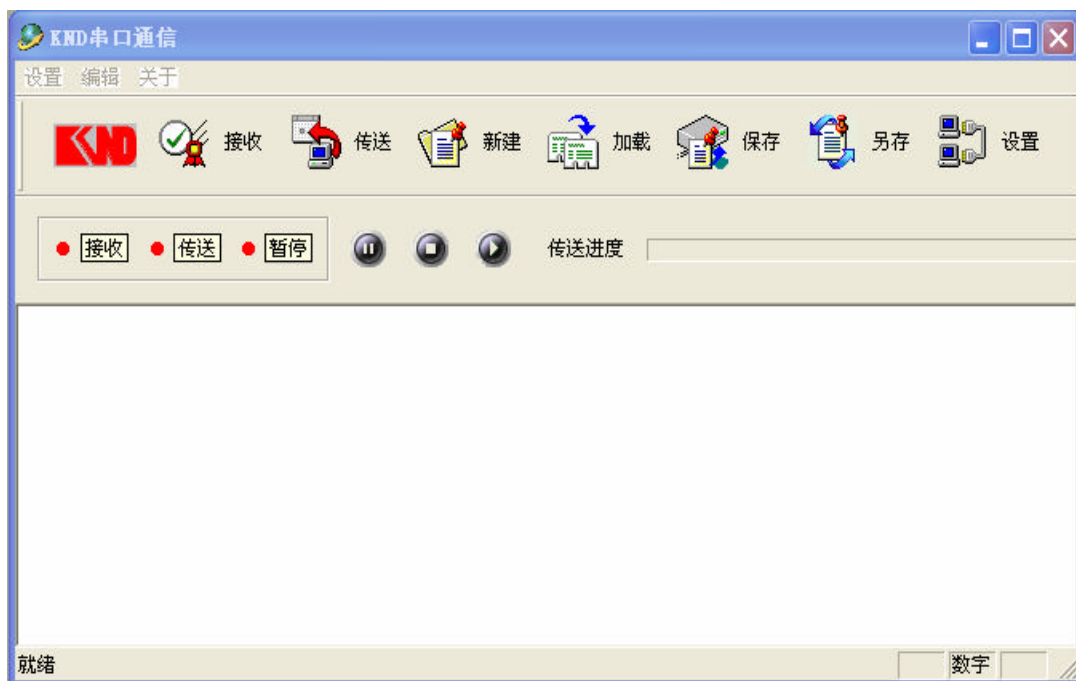 KND串口通信
设置 编辑 关于
KND 接收 传送 新建 加载 保存 另存 设置
接收 传送 暂停 传送进度
就绪 数字